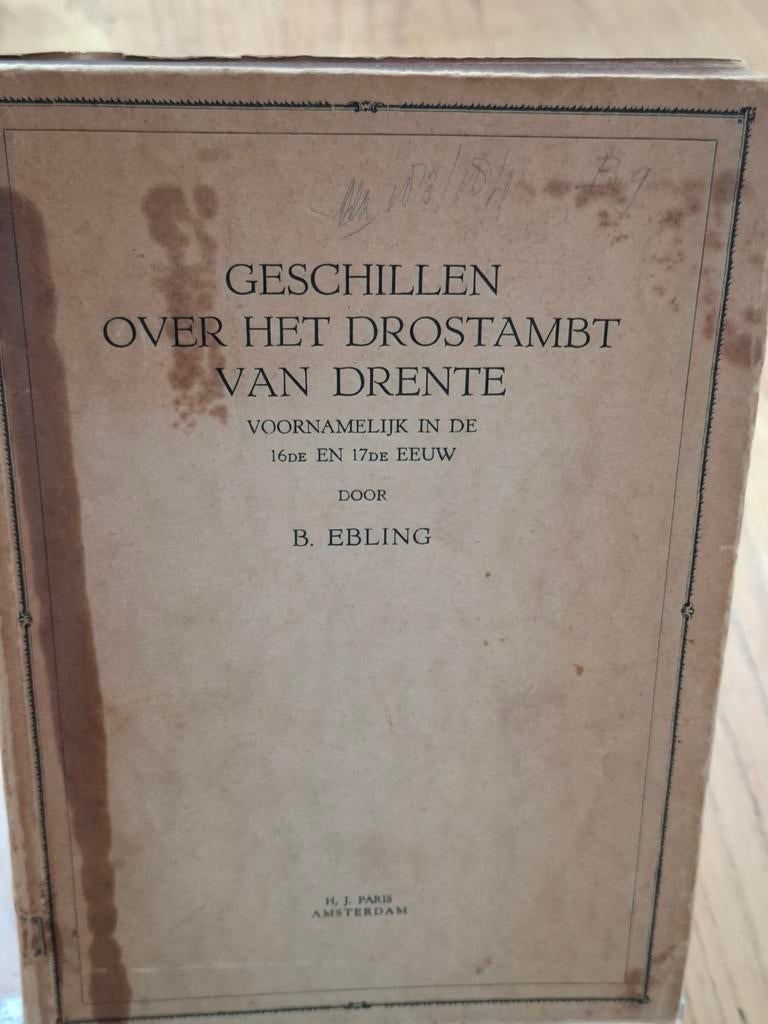 GESCHILLEN
OVER HET DROSTAMBT
VAN DRENTE
VOORNAMELIJK IN DE
16DE EN 17DE EEUW
DOOR
B. EBLING
H. J. PARIS
AMSTERDAM